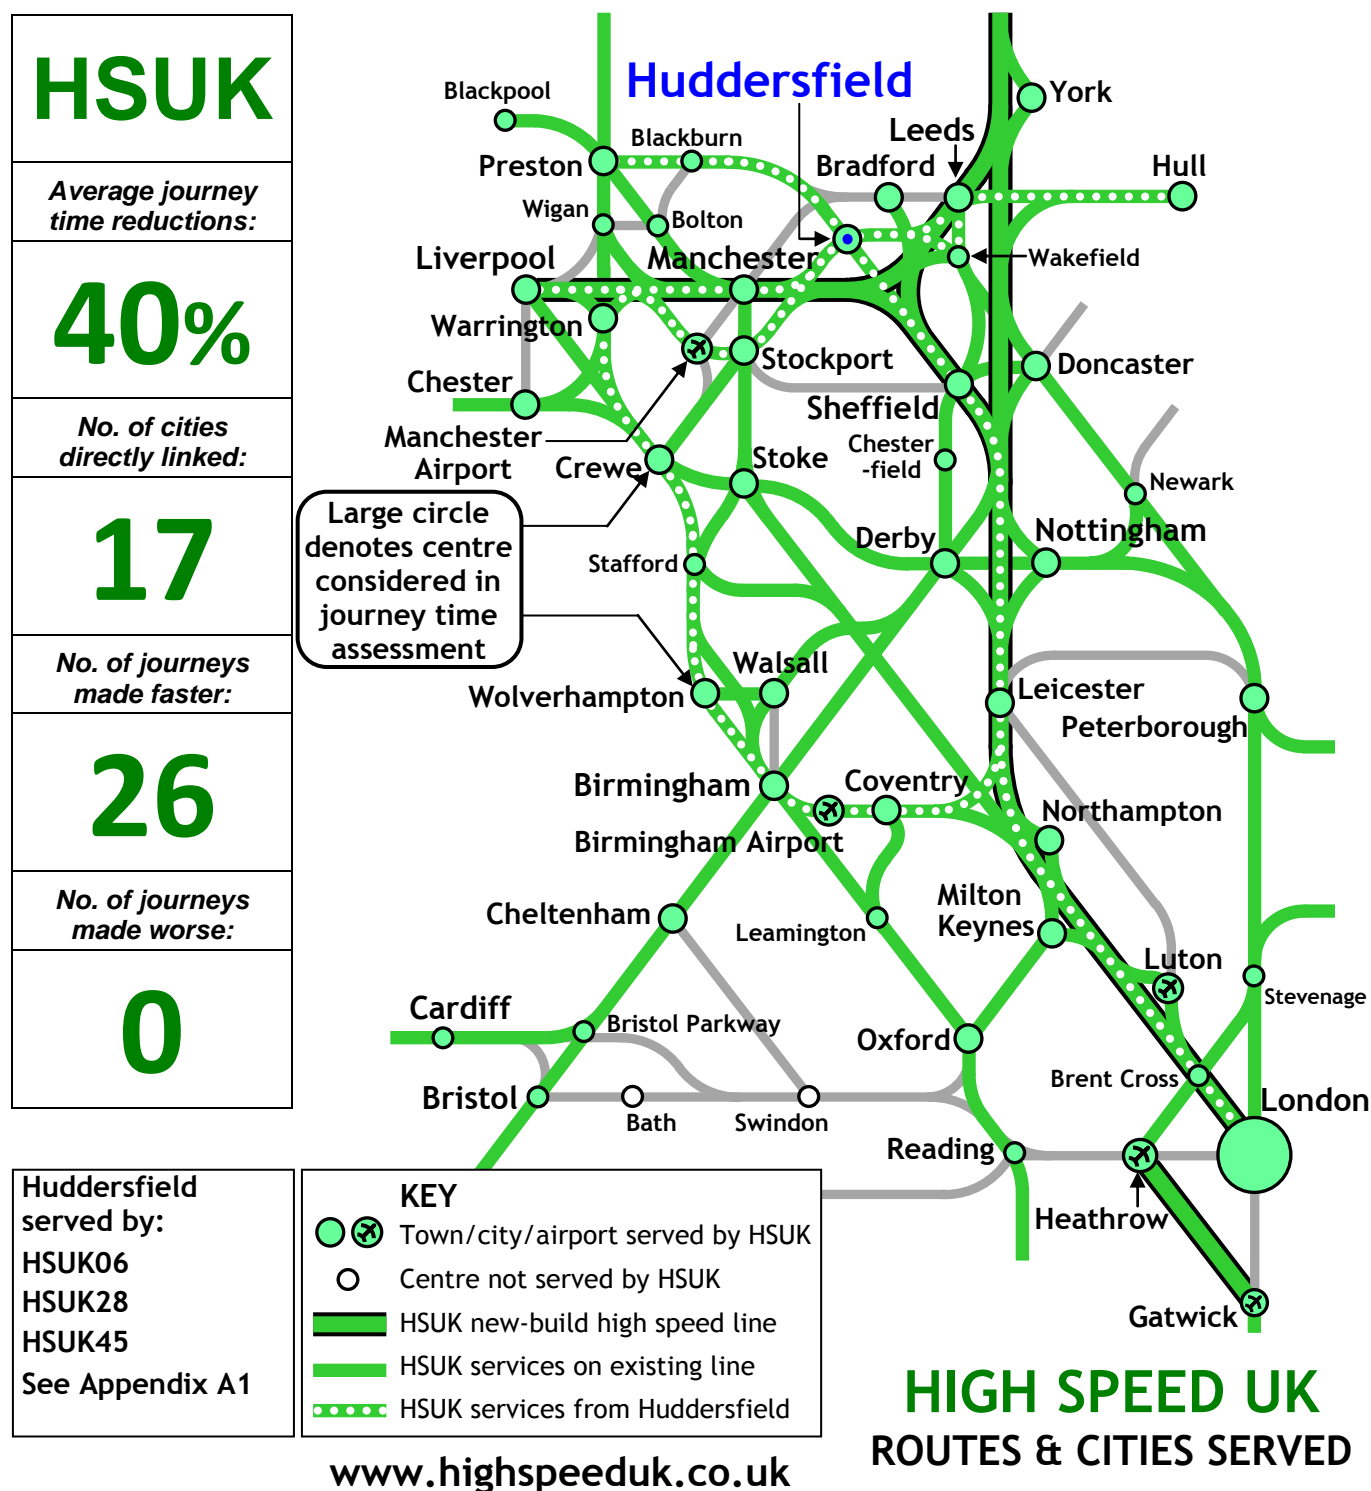 HSUK
Average journey
time reductions:
40%
No. of cities
directly linked:
17
No. of journeys
made faster:
26
No. of journeys
made worse:
0
Huddersfield
served by:
HSUK06
HSUK28
HSUK45
See Appendix A1
Huddersfield
Blackpool
York
Leeds
Blackburn
Preston
Bradford
Hull
Wigan
Bolton
Liverpool
Manchester
Wakefield
Warrington
Stockport
Doncaster
Chester
Sheffield
Manchester
Airport
Chester
-field
Crewe
Stoke
Newark
Large circle
denotes centre
considered in
journey time
assessment
Derby
Nottingham
Stafford
Walsall
Wolverhampton
Leicester
Peterborough
Birmingham
Coventry
Northampton
Birmingham Airport
Milton
Keynes
Cheltenham
Leamington
Luton
Stevenage
Cardiff
Bristol Parkway
Oxford
Brent Cross
Bristol
London
Bath
Swindon
Reading
Heathrow
Gatwick
KEY
Town/city/airport served by HSUK
Centre not served by HSUK
HSUK new-build high speed line
HSUK services on existing line
HSUK services from Huddersfield
HIGH SPEED UK
ROUTES & CITIES SERVED
www.highspeeduk.co.uk